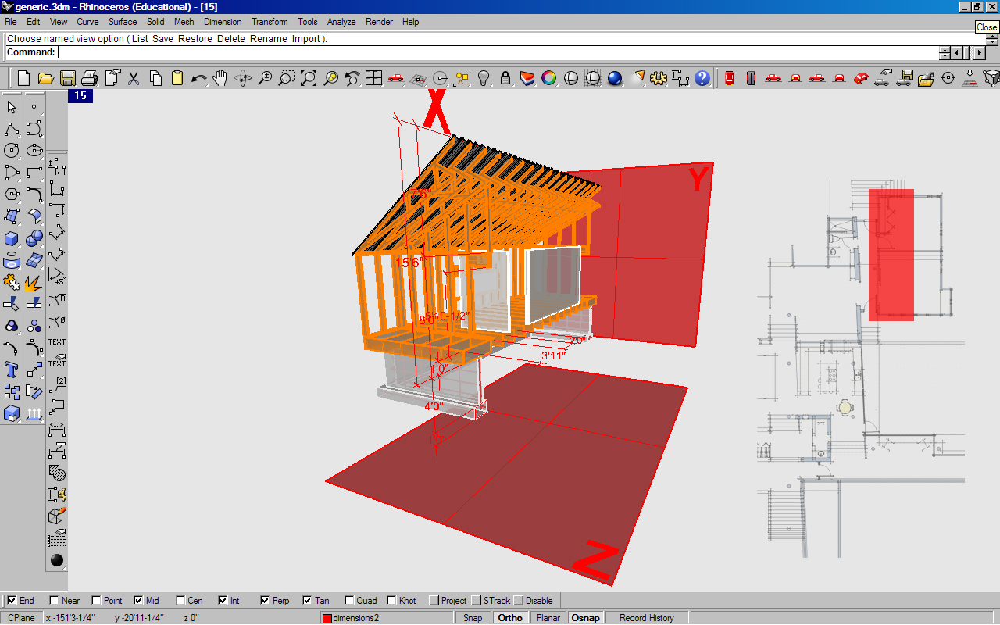 generic.3dm - Rhinoceros (Educational) - [15]
File Edit View Curve Surface Solid Mesh Dimension Transform Tools Analyze Render Help
Close
Choose named view option ( List Save Restore Delete Rename Import ):
Command:
15
X
Y
15'6"
8'0"
5'10-1/2"
2'0"
3'11"
1'0"
4'0"
1'0"
45
R
TEXT
TEXT
[2]
T
Z
End Near Point Mid Cen Int Perp Tan Quad Knot Project STrack Disable
CPlane x -151'3-1/4" y -20'11-1/4" z 0" dimensions2 Snap Ortho Planar Osnap Record History